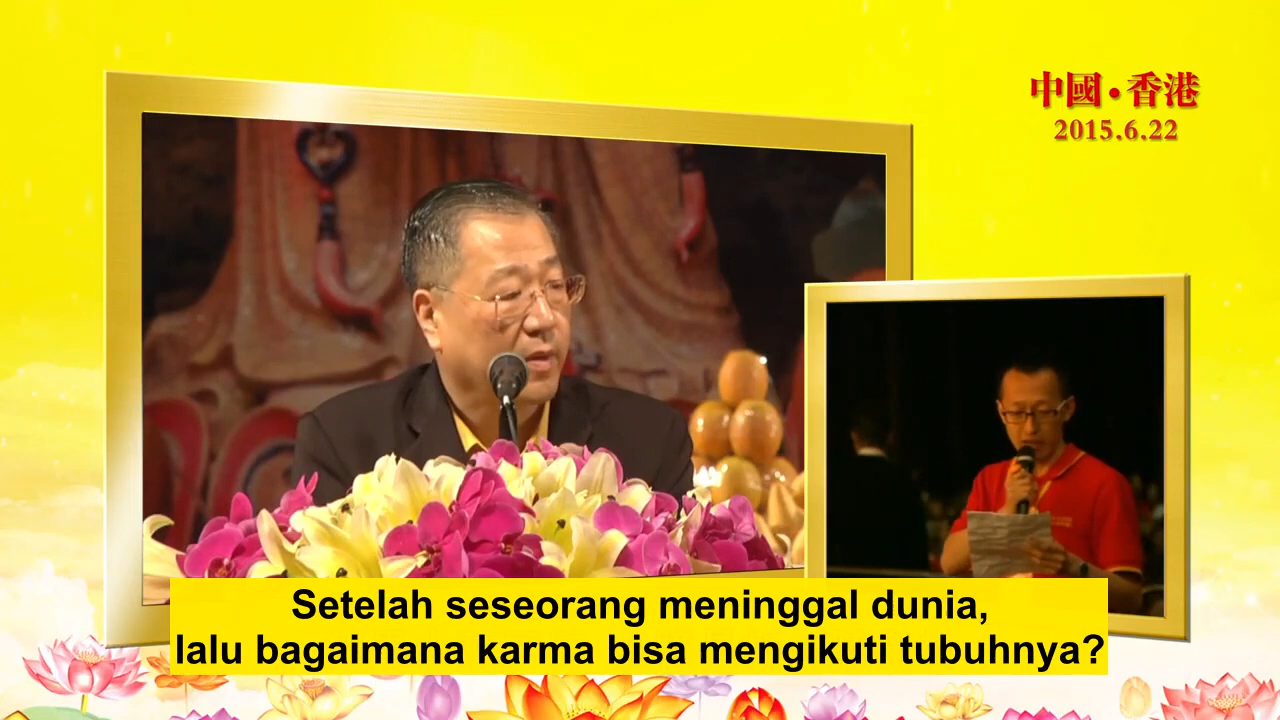 中國•香港
2015.6.22
Setelah seseorang meninggal dunia,
lalu bagaimana karma bisa mengikuti tubuhnya?